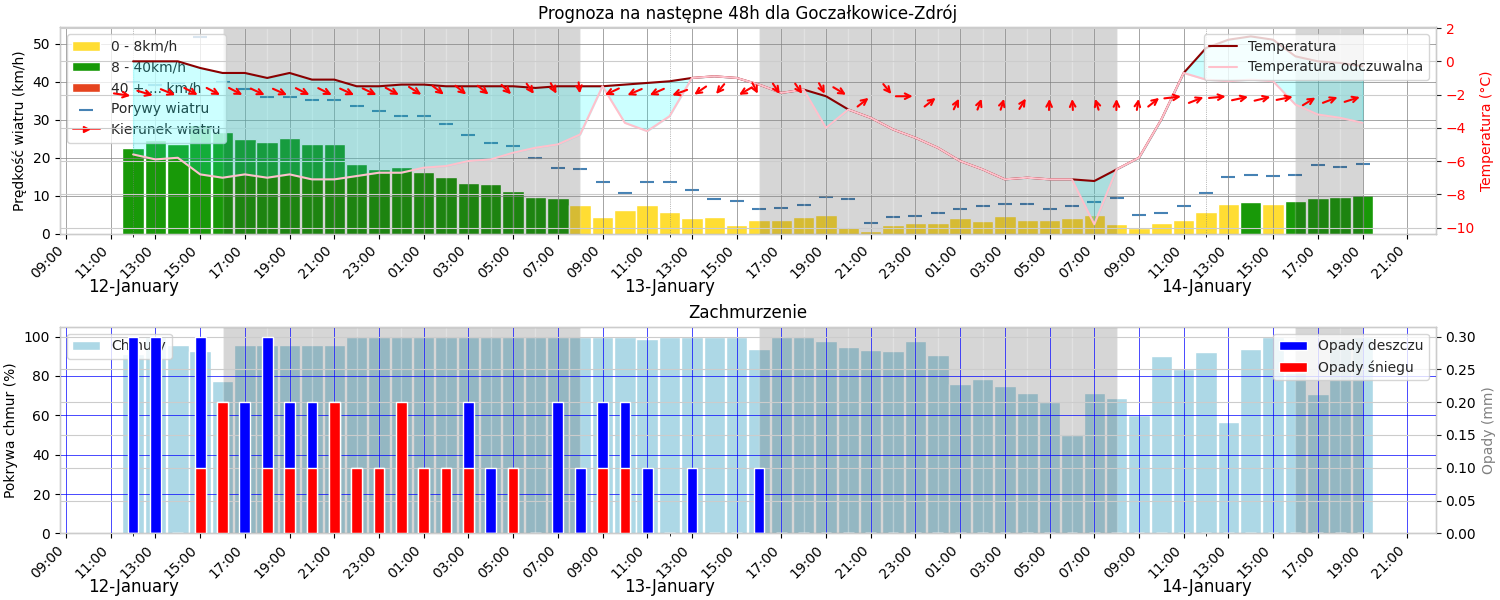 Prognoza na następne 48h dla Goczałkowice-Zdrój
Prędkość wiatru (km/h)
50
40
30
20
10
0
0 - 8km/h
8 - 40km/h
40 + ... km/h
Porywy wiatru
Kierunek wiatru
Temperatura
Temperatura odczuwalna
2
0
−2
−4
−6
−8
−10
Temperatura (°C)
09:00 11:00 13:00 15:00 17:00 19:00 21:00 23:00 01:00 03:00 05:00 07:00 09:00 11:00 13:00 15:00 17:00 19:00 21:00 23:00 01:00 03:00 05:00 07:00 09:00 11:00 13:00 15:00 17:00 19:00 21:00
12-January 13-January 14-January
Zachmurzenie
Pokrywa chmur (%)
100
80
60
40
20
0
Chmury
Opady deszczu
Opady śniegu
0.30
0.25
0.20
0.15
0.10
0.05
0.00
Opady (mm)
09:00 11:00 13:00 15:00 17:00 19:00 21:00 23:00 01:00 03:00 05:00 07:00 09:00 11:00 13:00 15:00 17:00 19:00 21:00 23:00 01:00 03:00 05:00 07:00 09:00 11:00 13:00 15:00 17:00 19:00 21:00
12-January 13-January 14-January